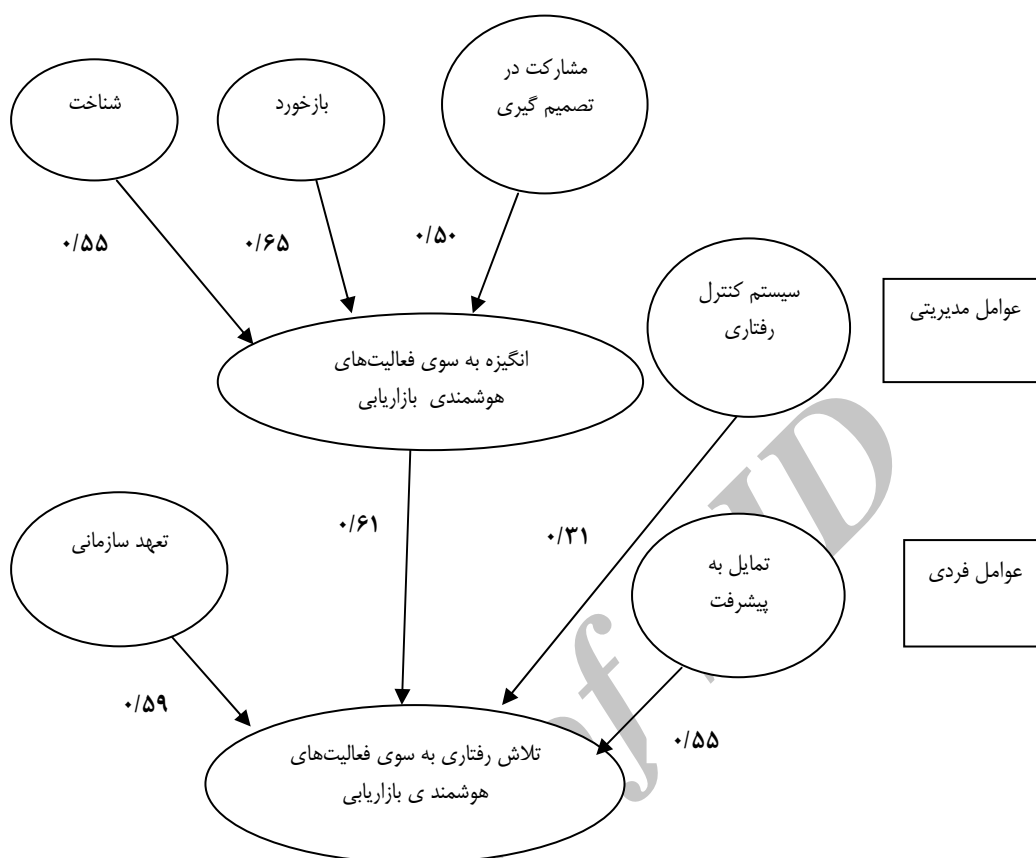 مشارکت در
تصمیم گیری
بازخورد
شناخت
۰/۵۰
۰/۶۵
۰/۵۵
عوامل مدیریتی
سیستم کنترل
رفتاری
انگیزه به سوی فعالیت‌های
هوشمندی بازاریابی
عوامل فردی
تمایل به
پیشرفت
۰/۳۱
۰/۶۱
تعهد سازمانی
۰/۵۵
۰/۵۹
تلاش رفتاری به سوی فعالیت‌های
هوشمند ی بازاریابی
of
ID